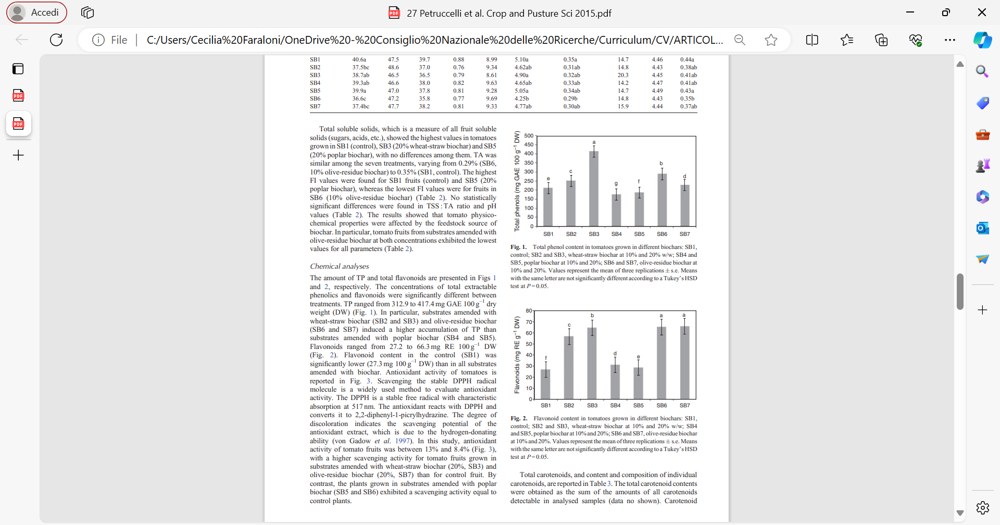 Accedi
27 Petruccelli et al. Crop and Pusture Sci 2015.pdf
File
C:/Users/Cecilia%20Faraloni/OneDrive%20-%20Consiglio%20Nazionale%20delle%20Ricerche/Curriculum/CV/ARTICOL...
SB1 40.6a 47.5 39.7 0.88 8.99 5.10a 0.35a 14.7 4.46 0.44a
SB2 37.5bc 48.6 37.0 0.76 9.34 4.62ab 0.31ab 14.8 4.43 0.38ab
SB3 38.7ab 46.5 36.5 0.79 8.61 4.90a 0.32ab 20.3 4.45 0.41ab
SB4 39.3ab 46.6 38.0 0.82 9.63 4.65ab 0.33ab 14.2 4.47 0.41ab
SB5 39.9a 47.0 37.8 0.81 9.28 5.05a 0.34ab 14.7 4.49 0.43a
SB6 36.6c 47.2 35.8 0.77 9.69 4.25b 0.29b 14.8 4.43 0.35b
SB7 37.4bc 47.7 38.2 0.81 9.33 4.77ab 0.30ab 15.9 4.44 0.37ab
Total soluble solids, which is a measure of all fruit soluble
solids (sugars, acids, etc.), showed the highest values in tomatoes
grown in SB1 (control), SB3 (20% wheat-straw biochar) and SB5
(20% poplar biochar), with no differences among them. TA was
similar among the seven treatments, varying from 0.29% (SB6,
10% olive-residue biochar) to 0.35% (SB1, control). The highest
FI values were found for SB1 fruits (control) and SB5 (20%
poplar biochar), whereas the lowest FI values were for fruits in
SB6 (10% olive-residue biochar) (Table 2). No statistically
significant differences were found in TSS : TA ratio and pH
values (Table 2). The results showed that tomato physico-
chemical properties were affected by the feedstock source of
biochar. In particular, tomato fruits from substrates amended with
olive-residue biochar at both concentrations exhibited the lowest
values for all parameters (Table 2).
Chemical analyses
The amount of TP and total flavonoids are presented in Figs 1
and 2, respectively. The concentrations of total extractable
phenolics and flavonoids were significantly different between
treatments. TP ranged from 312.9 to 417.4 mg GAE 100 g−1 dry
weight (DW) (Fig. 1). In particular, substrates amended with
wheat-straw biochar (SB2 and SB3) and olive-residue biochar
(SB6 and SB7) induced a higher accumulation of TP than
substrates amended with poplar biochar (SB4 and SB5).
Flavonoids ranged from 27.2 to 66.3 mg RE 100 g−1 DW
(Fig. 2). Flavonoid content in the control (SB1) was
significantly lower (27.3 mg 100 g−1 DW) than in all substrates
amended with biochar. Antioxidant activity of tomatoes is
reported in Fig. 3. Scavenging the stable DPPH radical
molecule is a widely used method to evaluate antioxidant
activity. The DPPH is a stable free radical with characteristic
absorption at 517 nm. The antioxidant reacts with DPPH and
converts it to 2,2-diphenyl-1-picrylhydrazine. The degree of
discoloration indicates the scavenging potential of the
antioxidant extract, which is due to the hydrogen-donating
ability (von Gadow et al. 1997). In this study, antioxidant
activity of tomato fruits was between 13% and 8.4% (Fig. 3),
with a higher scavenging activity for tomato fruits grown in
substrates amended with wheat-straw biochar (20%, SB3) and
olive-residue biochar (20%, SB7) than for control fruit. By
contrast, the plants grown in substrates amended with poplar
biochar (SB5 and SB6) exhibited a scavenging activity equal to
control plants.
Total phenols (mg GAE 100 g−1 DW)
500
450
400
350
300
250
200
150
100
50
0
e c a g f b d
SB1 SB2 SB3 SB4 SB5 SB6 SB7
Fig. 1. Total phenol content in tomatoes grown in different biochars: SB1,
control; SB2 and SB3, wheat-straw biochar at 10% and 20% w/w; SB4 and
SB5, poplar biochar at 10% and 20%; SB6 and SB7, olive-residue biochar at
10% and 20%. Values represent the mean of three replications ± s.e. Means
with the same letter are not significantly different according to a Tukey's HSD
test at P = 0.05.
Flavonoids (mg RE g−1 DW)
80
70
60
50
40
30
20
10
0
f c b d e a a
SB1 SB2 SB3 SB4 SB5 SB6 SB7
Fig. 2. Flavonoid content in tomatoes grown in different biochars: SB1,
control; SB2 and SB3, wheat-straw biochar at 10% and 20% w/w; SB4
and SB5, poplar biochar at 10% and 20%; SB6 and SB7, olive-residue biochar
at 10% and 20%. Values represent the mean of three replications ± s.e. Means
with the same letter are not significantly different according to a Tukey's HSD
test at P = 0.05.
Total carotenoids, and content and composition of individual
carotenoids, are reported in Table 3. The total carotenoid contents
were obtained as the sum of the amounts of all carotenoids
detectable in analysed samples (data no shown). Carotenoid